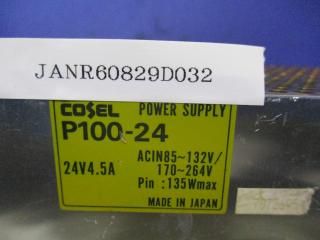 JANR60829D032
COSEL POWER SUPPLY
P100-24
24V4.5A
ACIN85~132V/
170~264V
Pin : 135Wmax
MADE IN JAPAN